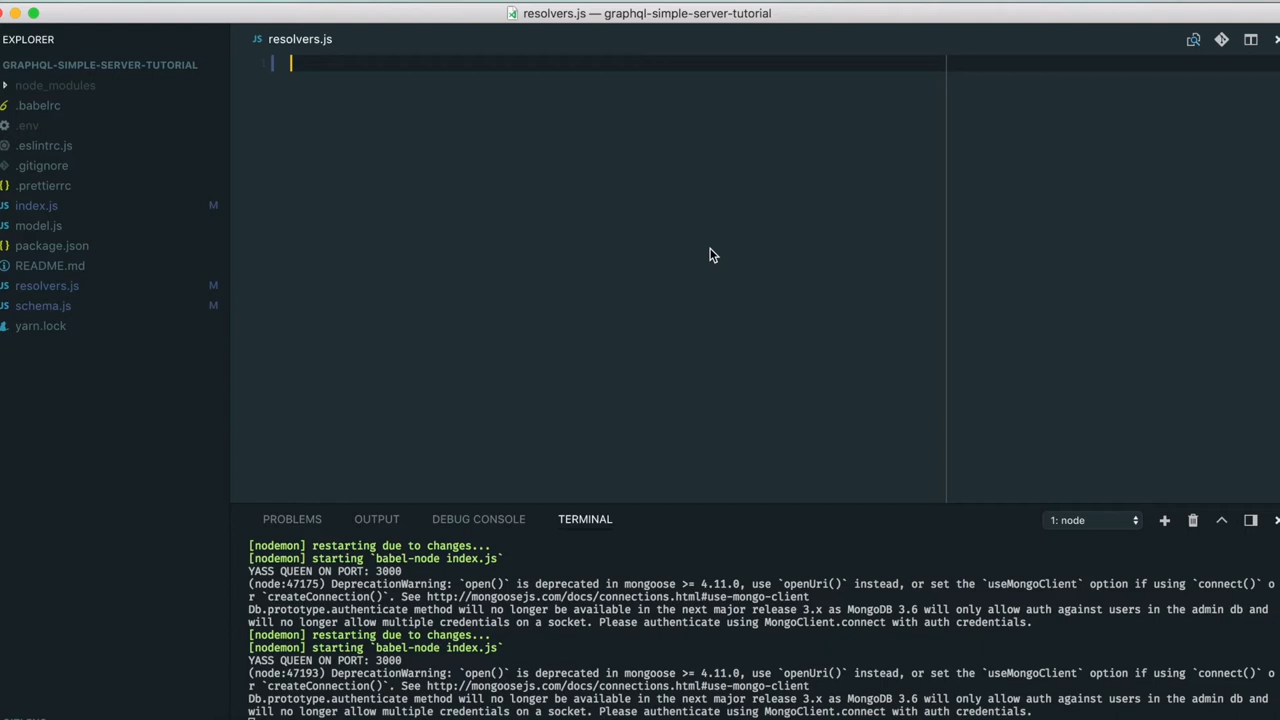 resolvers.js — graphql-simple-server-tutorial
EXPLORER
JS resolvers.js
GRAPHQL-SIMPLE-SERVER-TUTORIAL
1
node_modules
.babelrc
.env
.eslintrc.js
.gitignore
{} .prettierrc
JS index.js M
JS model.js
{} package.json
README.md
JS resolvers.js M
JS schema.js M
yarn.lock
PROBLEMS OUTPUT DEBUG CONSOLE TERMINAL 1: node
[nodemon] restarting due to changes...
[nodemon] starting `babel-node index.js`
YASS QUEEN ON PORT: 3000
(node:47175) DeprecationWarning: `open()` is deprecated in mongoose >= 4.11.0, use `openUri()` instead, or set the `useMongoClient` option if using `connect()` o
r `createConnection()`. See http://mongoosejs.com/docs/connections.html#use-mongo-client
Db.prototype.authenticate method will no longer be available in the next major release 3.x as MongoDB 3.6 will only allow auth against users in the admin db and
will no longer allow multiple credentials on a socket. Please authenticate using MongoClient.connect with auth credentials.
[nodemon] restarting due to changes...
[nodemon] starting `babel-node index.js`
YASS QUEEN ON PORT: 3000
(node:47193) DeprecationWarning: `open()` is deprecated in mongoose >= 4.11.0, use `openUri()` instead, or set the `useMongoClient` option if using `connect()` o
r `createConnection()`. See http://mongoosejs.com/docs/connections.html#use-mongo-client
Db.prototype.authenticate method will no longer be available in the next major release 3.x as MongoDB 3.6 will only allow auth against users in the admin db and
will no longer allow multiple credentials on a socket. Please authenticate using MongoClient.connect with auth credentials.